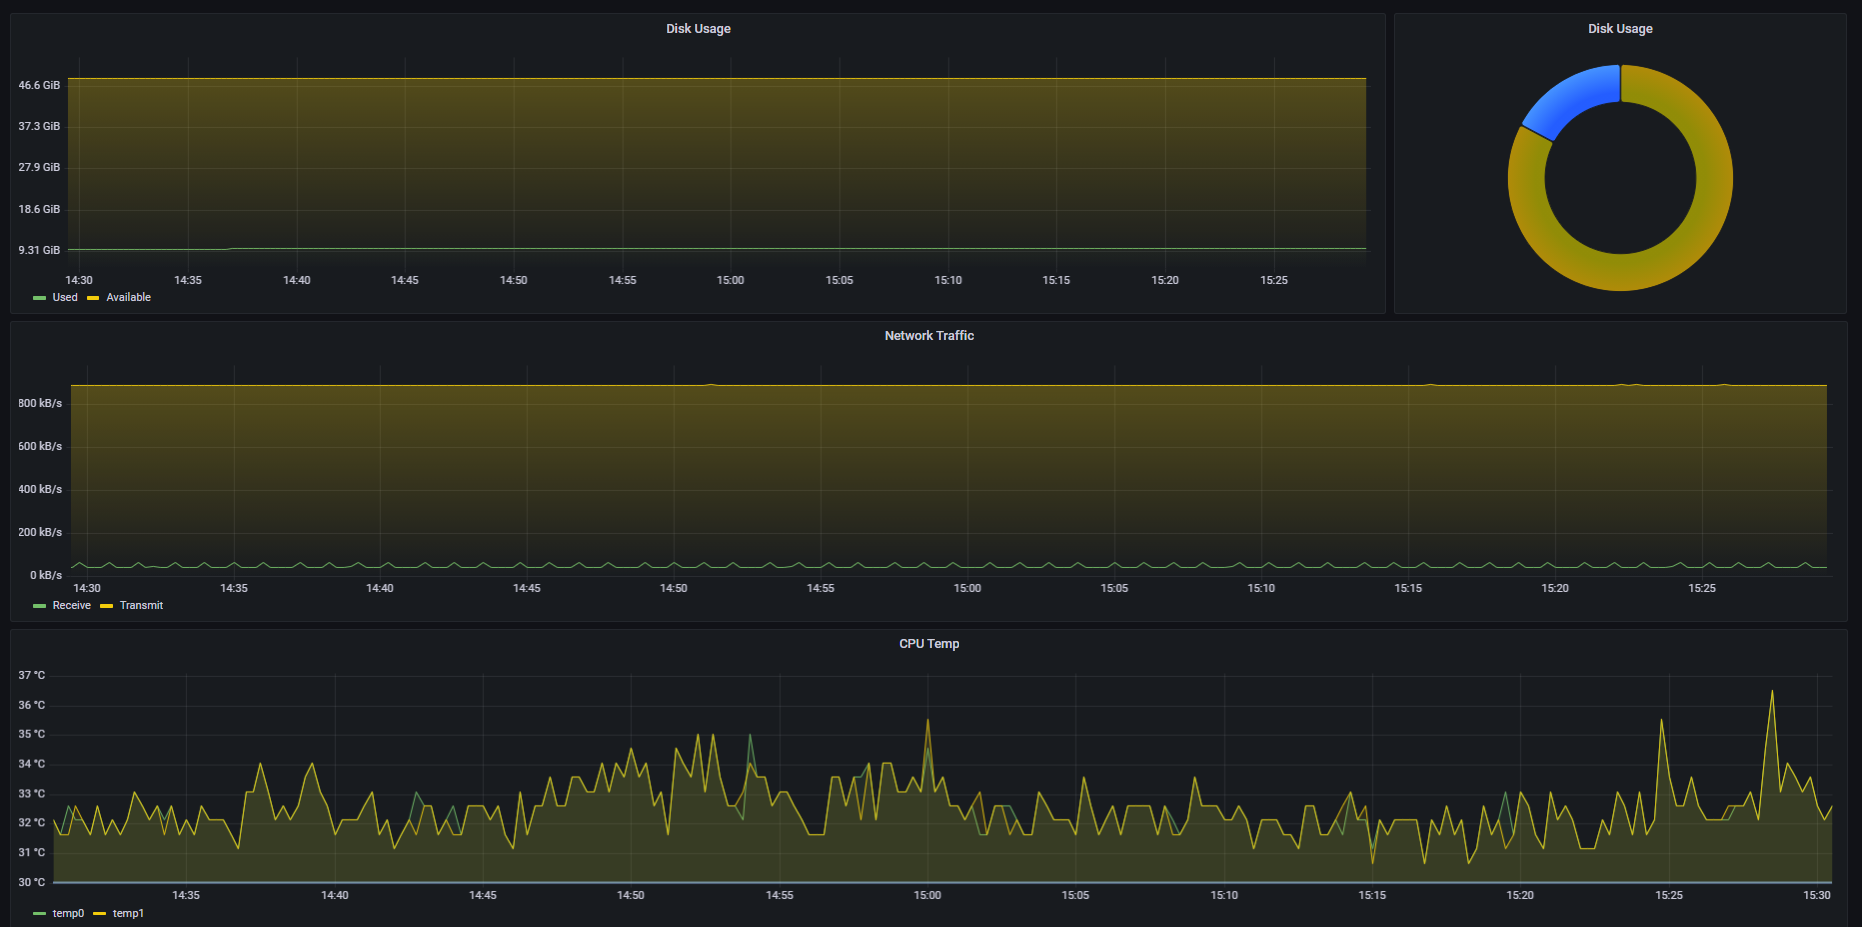 Disk Usage
46.6 GiB
37.3 GiB
27.9 GiB
18.6 GiB
9.31 GiB
14:30 14:35 14:40 14:45 14:50 14:55 15:00 15:05 15:10 15:15 15:20 15:25
Used Available
Disk Usage
Network Traffic
800 kB/s
600 kB/s
400 kB/s
200 kB/s
0 kB/s
14:30 14:35 14:40 14:45 14:50 14:55 15:00 15:05 15:10 15:15 15:20 15:25
Receive Transmit
CPU Temp
37 °C
36 °C
35 °C
34 °C
33 °C
32 °C
31 °C
30 °C
14:35 14:40 14:45 14:50 14:55 15:00 15:05 15:10 15:15 15:20 15:25 15:30
temp0 temp1